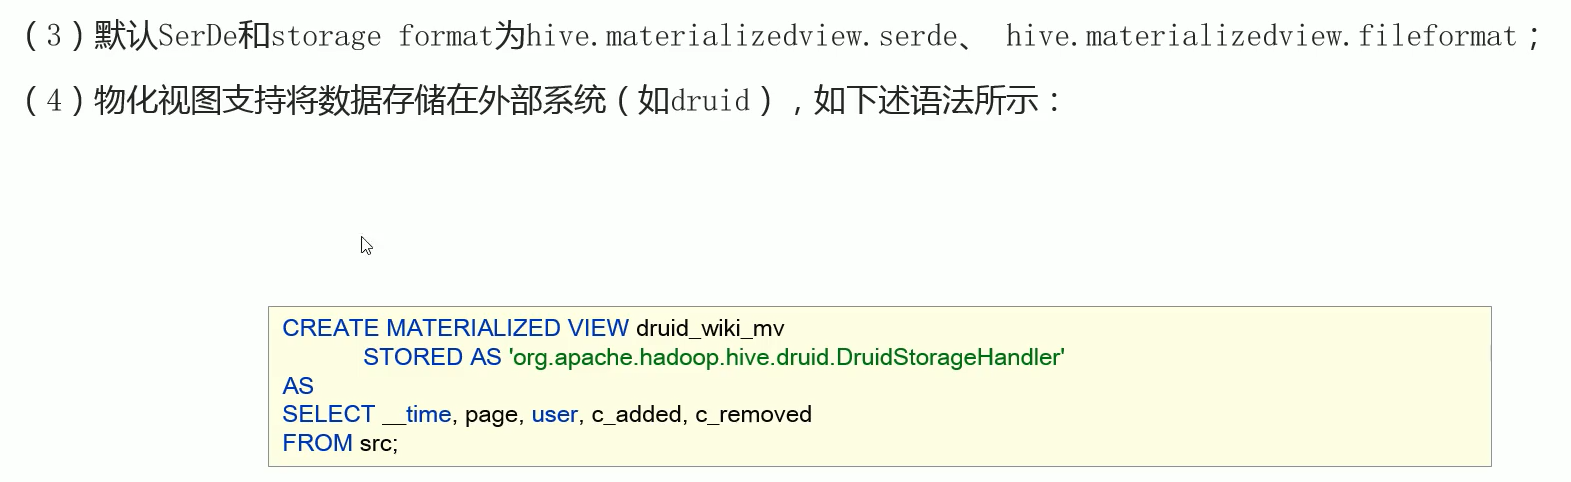 （3）默认SerDe和storage format为hive.materializedview.serde、 hive.materializedview.fileformat；
（4）物化视图支持将数据存储在外部系统（如druid），如下述语法所示：
CREATE MATERIALIZED VIEW druid_wiki_mv
STORED AS 'org.apache.hadoop.hive.druid.DruidStorageHandler'
AS
SELECT __time, page, user, c_added, c_removed
FROM src;